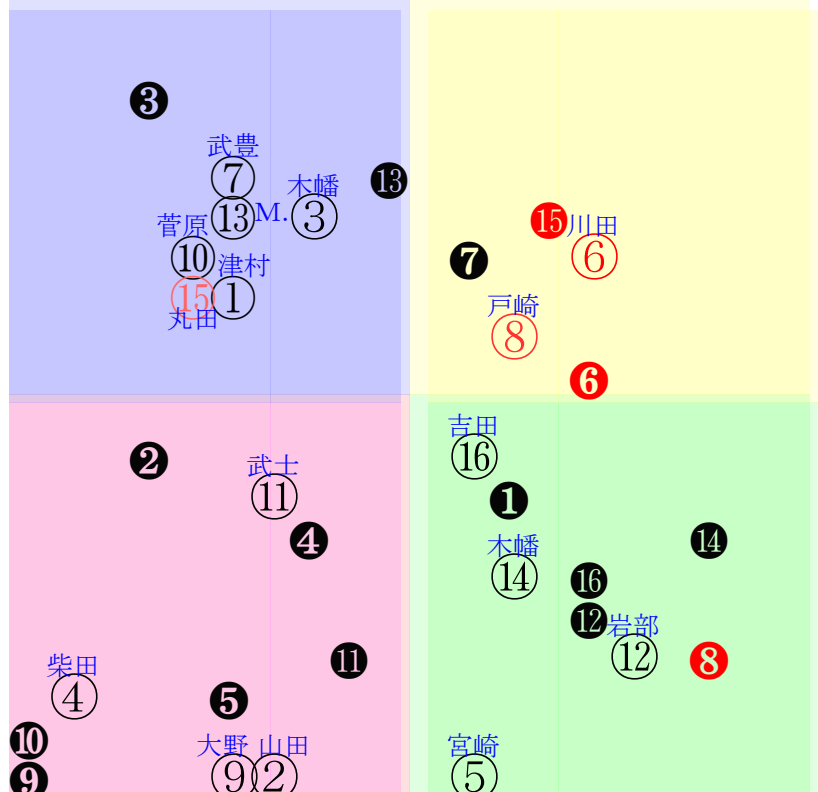 ❸
武豊
⑦
木幡
⓭
⑬
M.
③
菅原
⑩
津村
⑮
①
丸田
⓯
川田
❼
⑥
戸崎
⑧
❻
吉田
⑯
❷
武士
⑪
❶
❹
木幡
⑭
⓮
⓰
⓬
岩部
⑫
⓫
❽
柴田
④
❺
❿
大野
山田
宮崎
❾
⑨
②
⑤